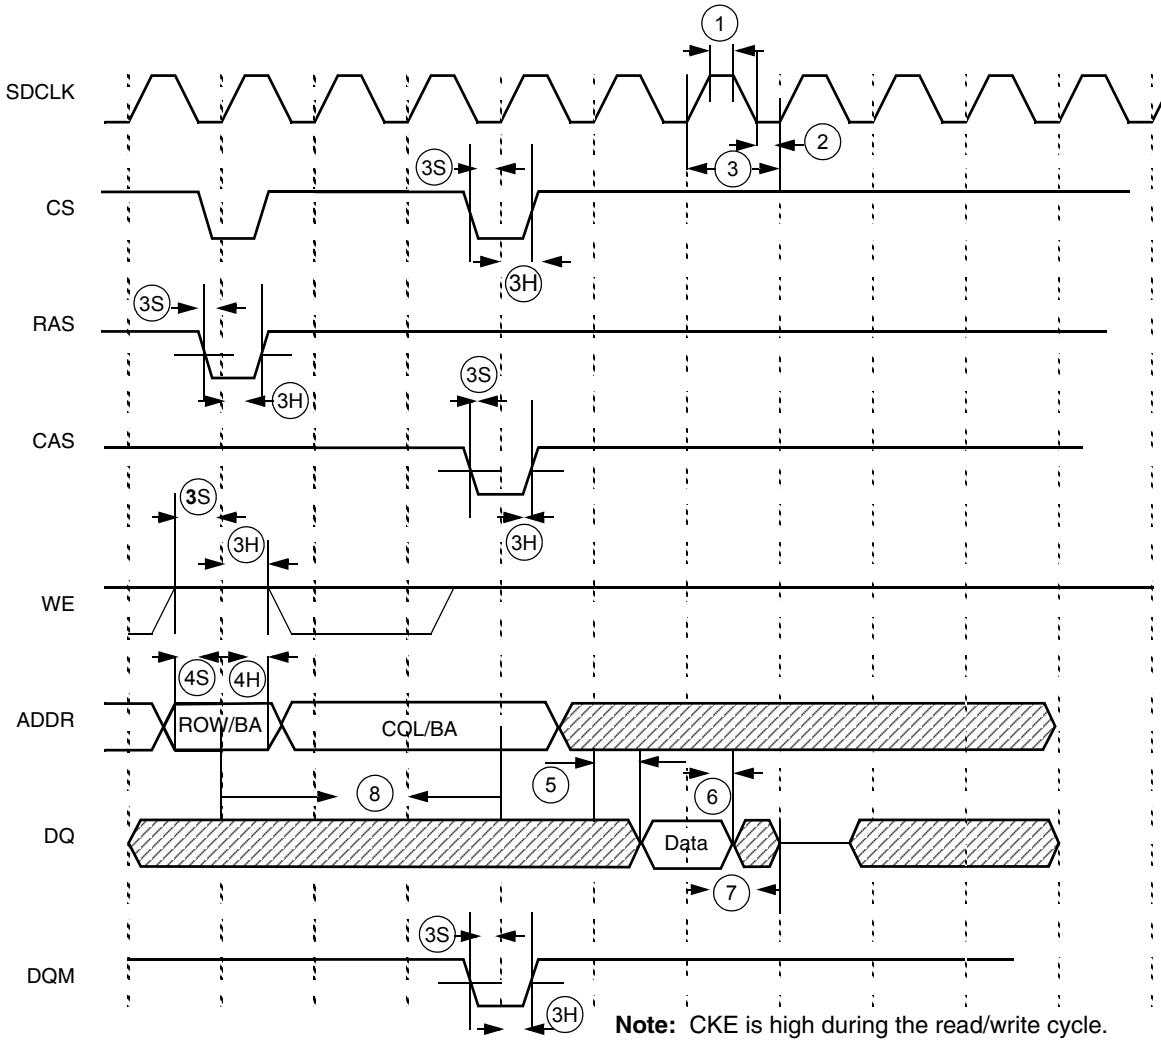 1
SDCLK
2
3S
3
CS
3H
3S
RAS
3S
3H
CAS
3S
3H
3H
WE
4S
4H
ADDR
ROW/BA
COL/BA
5
8
6
DQ
Data
7
3S
DQM
3H
Note: CKE is high during the read/write cycle.